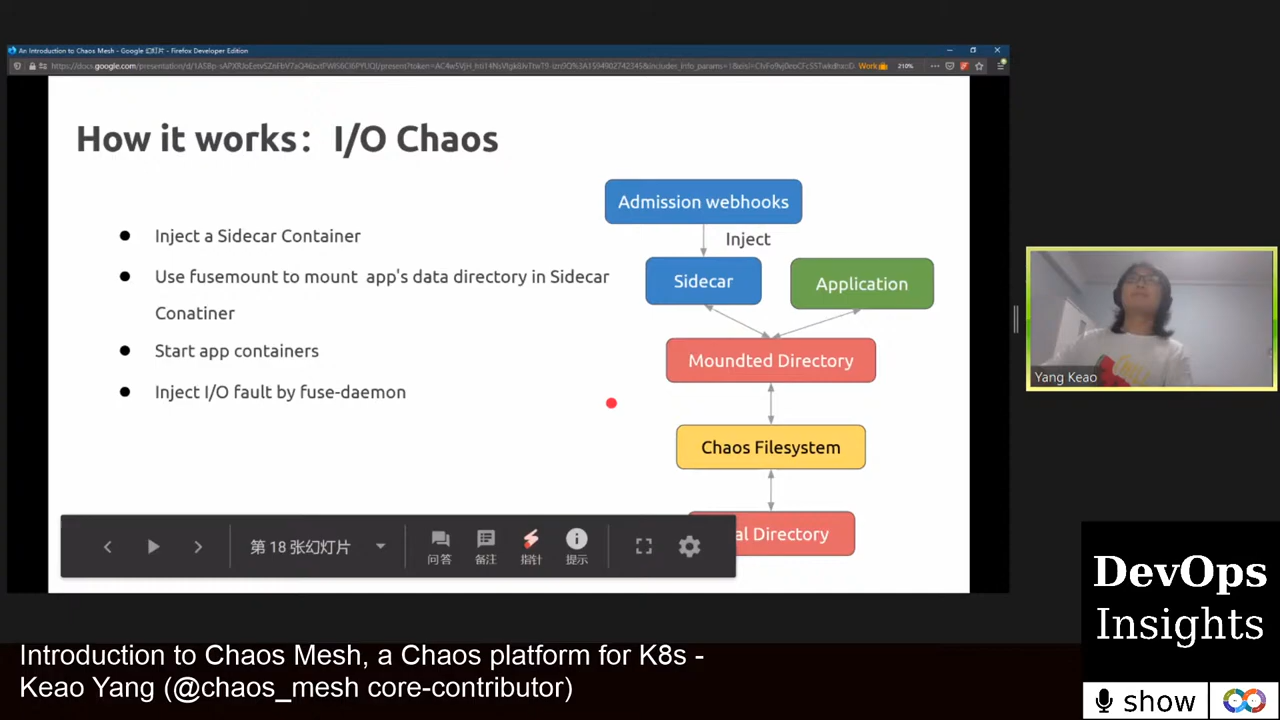 An Introduction to Chaos Mesh - Google 幻灯片 - Firefox Developer Edition
Work
210%
How it works： I/O Chaos
Admission webhooks
Inject
Inject a Sidecar Container
Use fusemount to mount app's data directory in Sidecar
Conatiner
Start app containers
Inject I/O fault by fuse-daemon
Sidecar
Application
Moundted Directory
Chaos Filesystem
al Directory
第 18 张幻灯片
问答
备注
指针
提示
Yang Keao
DevOps
Insights
show
Introduction to Chaos Mesh, a Chaos platform for K8s -
Keao Yang (@chaos_mesh core-contributor)